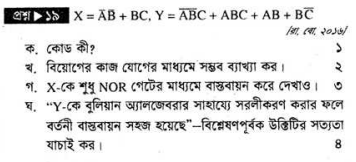 প্রশ্ন ▶ ১৯ X = A̅B̅ + BC, Y = A̅B̅C + ABC + AB + BC̅
/রা. বো. ২০১৬/
ক. কোড কী? ১
খ. বিয়োগের কাজ যোগের মাধ্যমে সম্ভব ব্যাখ্যা কর। ২
গ. X-কে শুধু NOR গেটের মাধ্যমে বাস্তবায়ন করে দেখাও। ৩
ঘ. “Y-কে বুলিয়ান অ্যালজেবরার সাহায্যে সরলীকরণ করার ফলে
বর্তনী বাস্তবায়ন সহজ হয়েছে”–বিশ্লেষণপূর্বক উক্তিটির সত্যতা
যাচাই কর। ৪